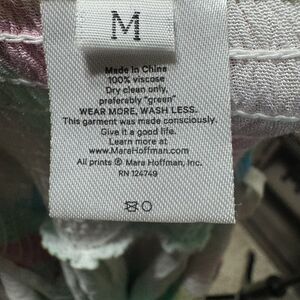 M
Made in China
100% viscose
Dry clean only,
preferably "green"
WEAR MORE, WASH LESS.
This garment was made consciously.
Give it a good life.
Learn more at
www.MaraHoffman.com
All prints ® Mara Hoffman, Inc.
RN 124749